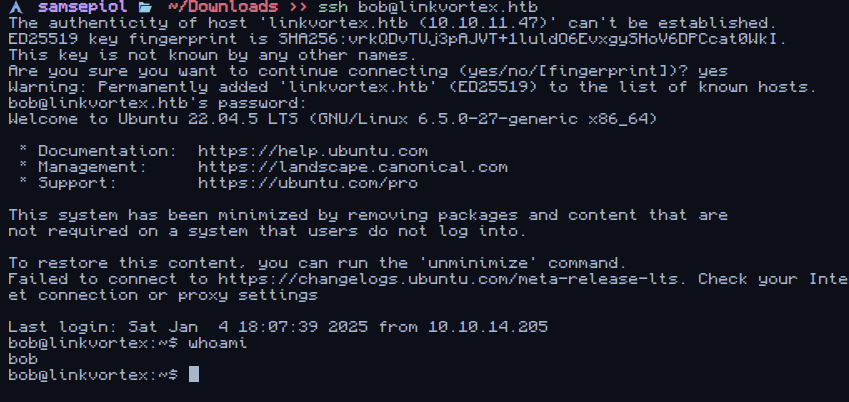 samsepiol ~/Downloads >> ssh bob@linkvortex.htb
The authenticity of host 'linkvortex.htb (10.10.11.47)' can't be established.
ED25519 key fingerprint is SHA256:vrkQDvTUj3pAJVT+1luldO6EvxgySHoV6DPCcat0WkI.
This key is not known by any other names.
Are you sure you want to continue connecting (yes/no/[fingerprint])? yes
Warning: Permanently added 'linkvortex.htb' (ED25519) to the list of known hosts.
bob@linkvortex.htb's password:
Welcome to Ubuntu 22.04.5 LTS (GNU/Linux 6.5.0-27-generic x86_64)
* Documentation:  https://help.ubuntu.com
* Management:     https://landscape.canonical.com
* Support:        https://ubuntu.com/pro
This system has been minimized by removing packages and content that are
not required on a system that users do not log into.
To restore this content, you can run the 'unminimize' command.
Failed to connect to https://changelogs.ubuntu.com/meta-release-lts. Check your Inte
et connection or proxy settings
Last login: Sat Jan  4 18:07:39 2025 from 10.10.14.205
bob@linkvortex:~$ whoami
bob
bob@linkvortex:~$